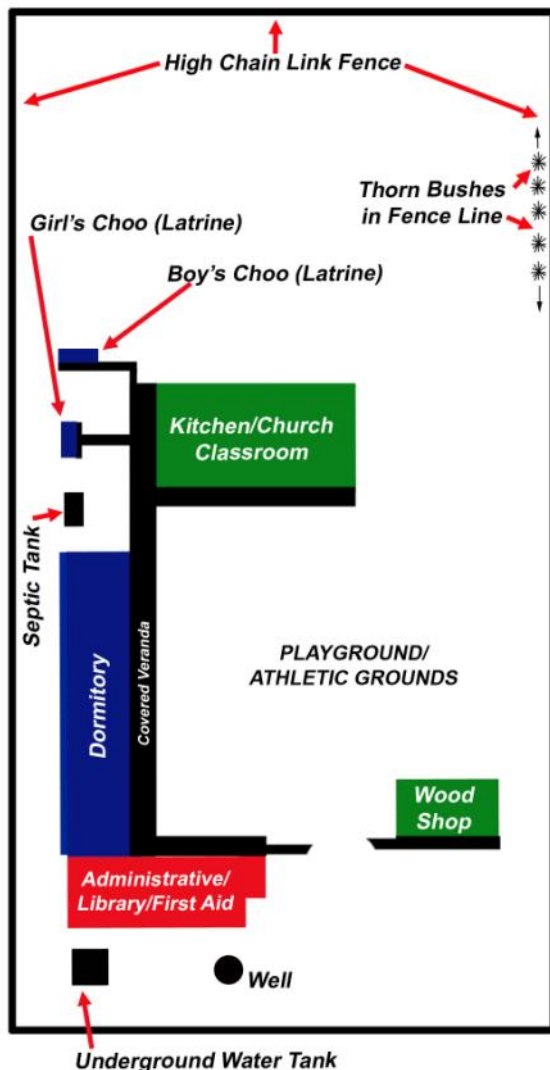 High Chain Link Fence
Thorn Bushes
in Fence Line
Girl's Choo (Latrine)
Boy's Choo (Latrine)
Kitchen/Church
Classroom
Septic Tank
Dormitory
Covered Veranda
PLAYGROUND/
ATHLETIC GROUNDS
Wood
Shop
Administrative/
Library/First Aid
Well
Underground Water Tank